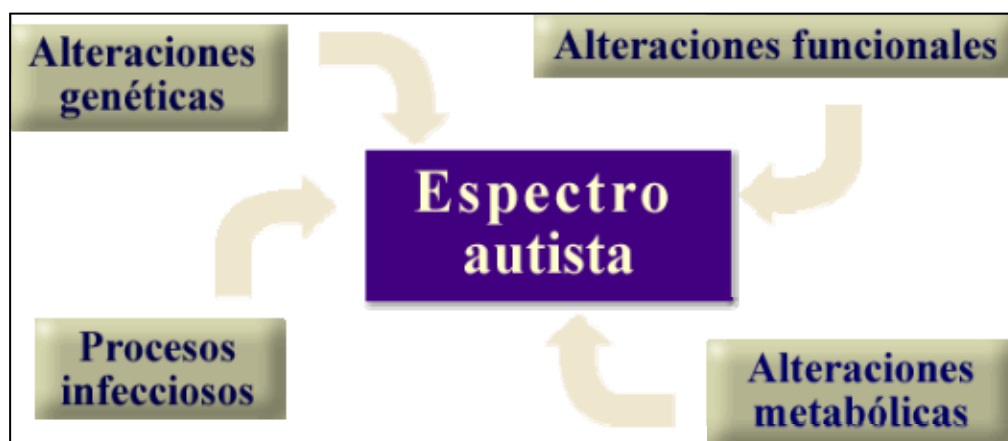 Alteraciones
genéticas
Alteraciones funcionales
Espectro
autista
Procesos
infecciosos
Alteraciones
metabólicas